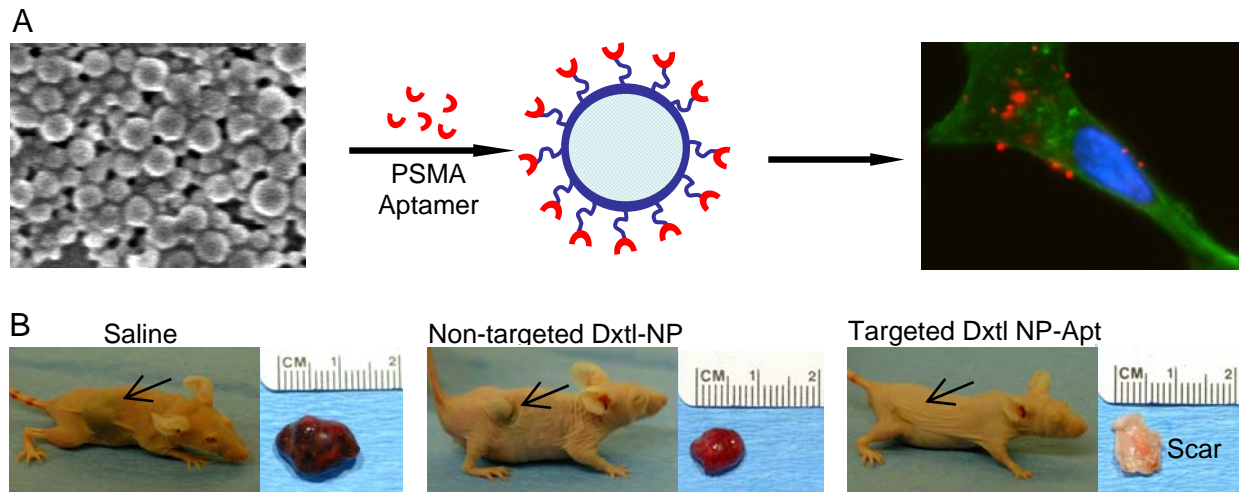 A
PSMA
Aptamer
B
Saline
Non-targeted Dxtl-NP
Targeted Dxtl NP-Apt
CM 1 2
CM 1 2
CM 1 2
Scar